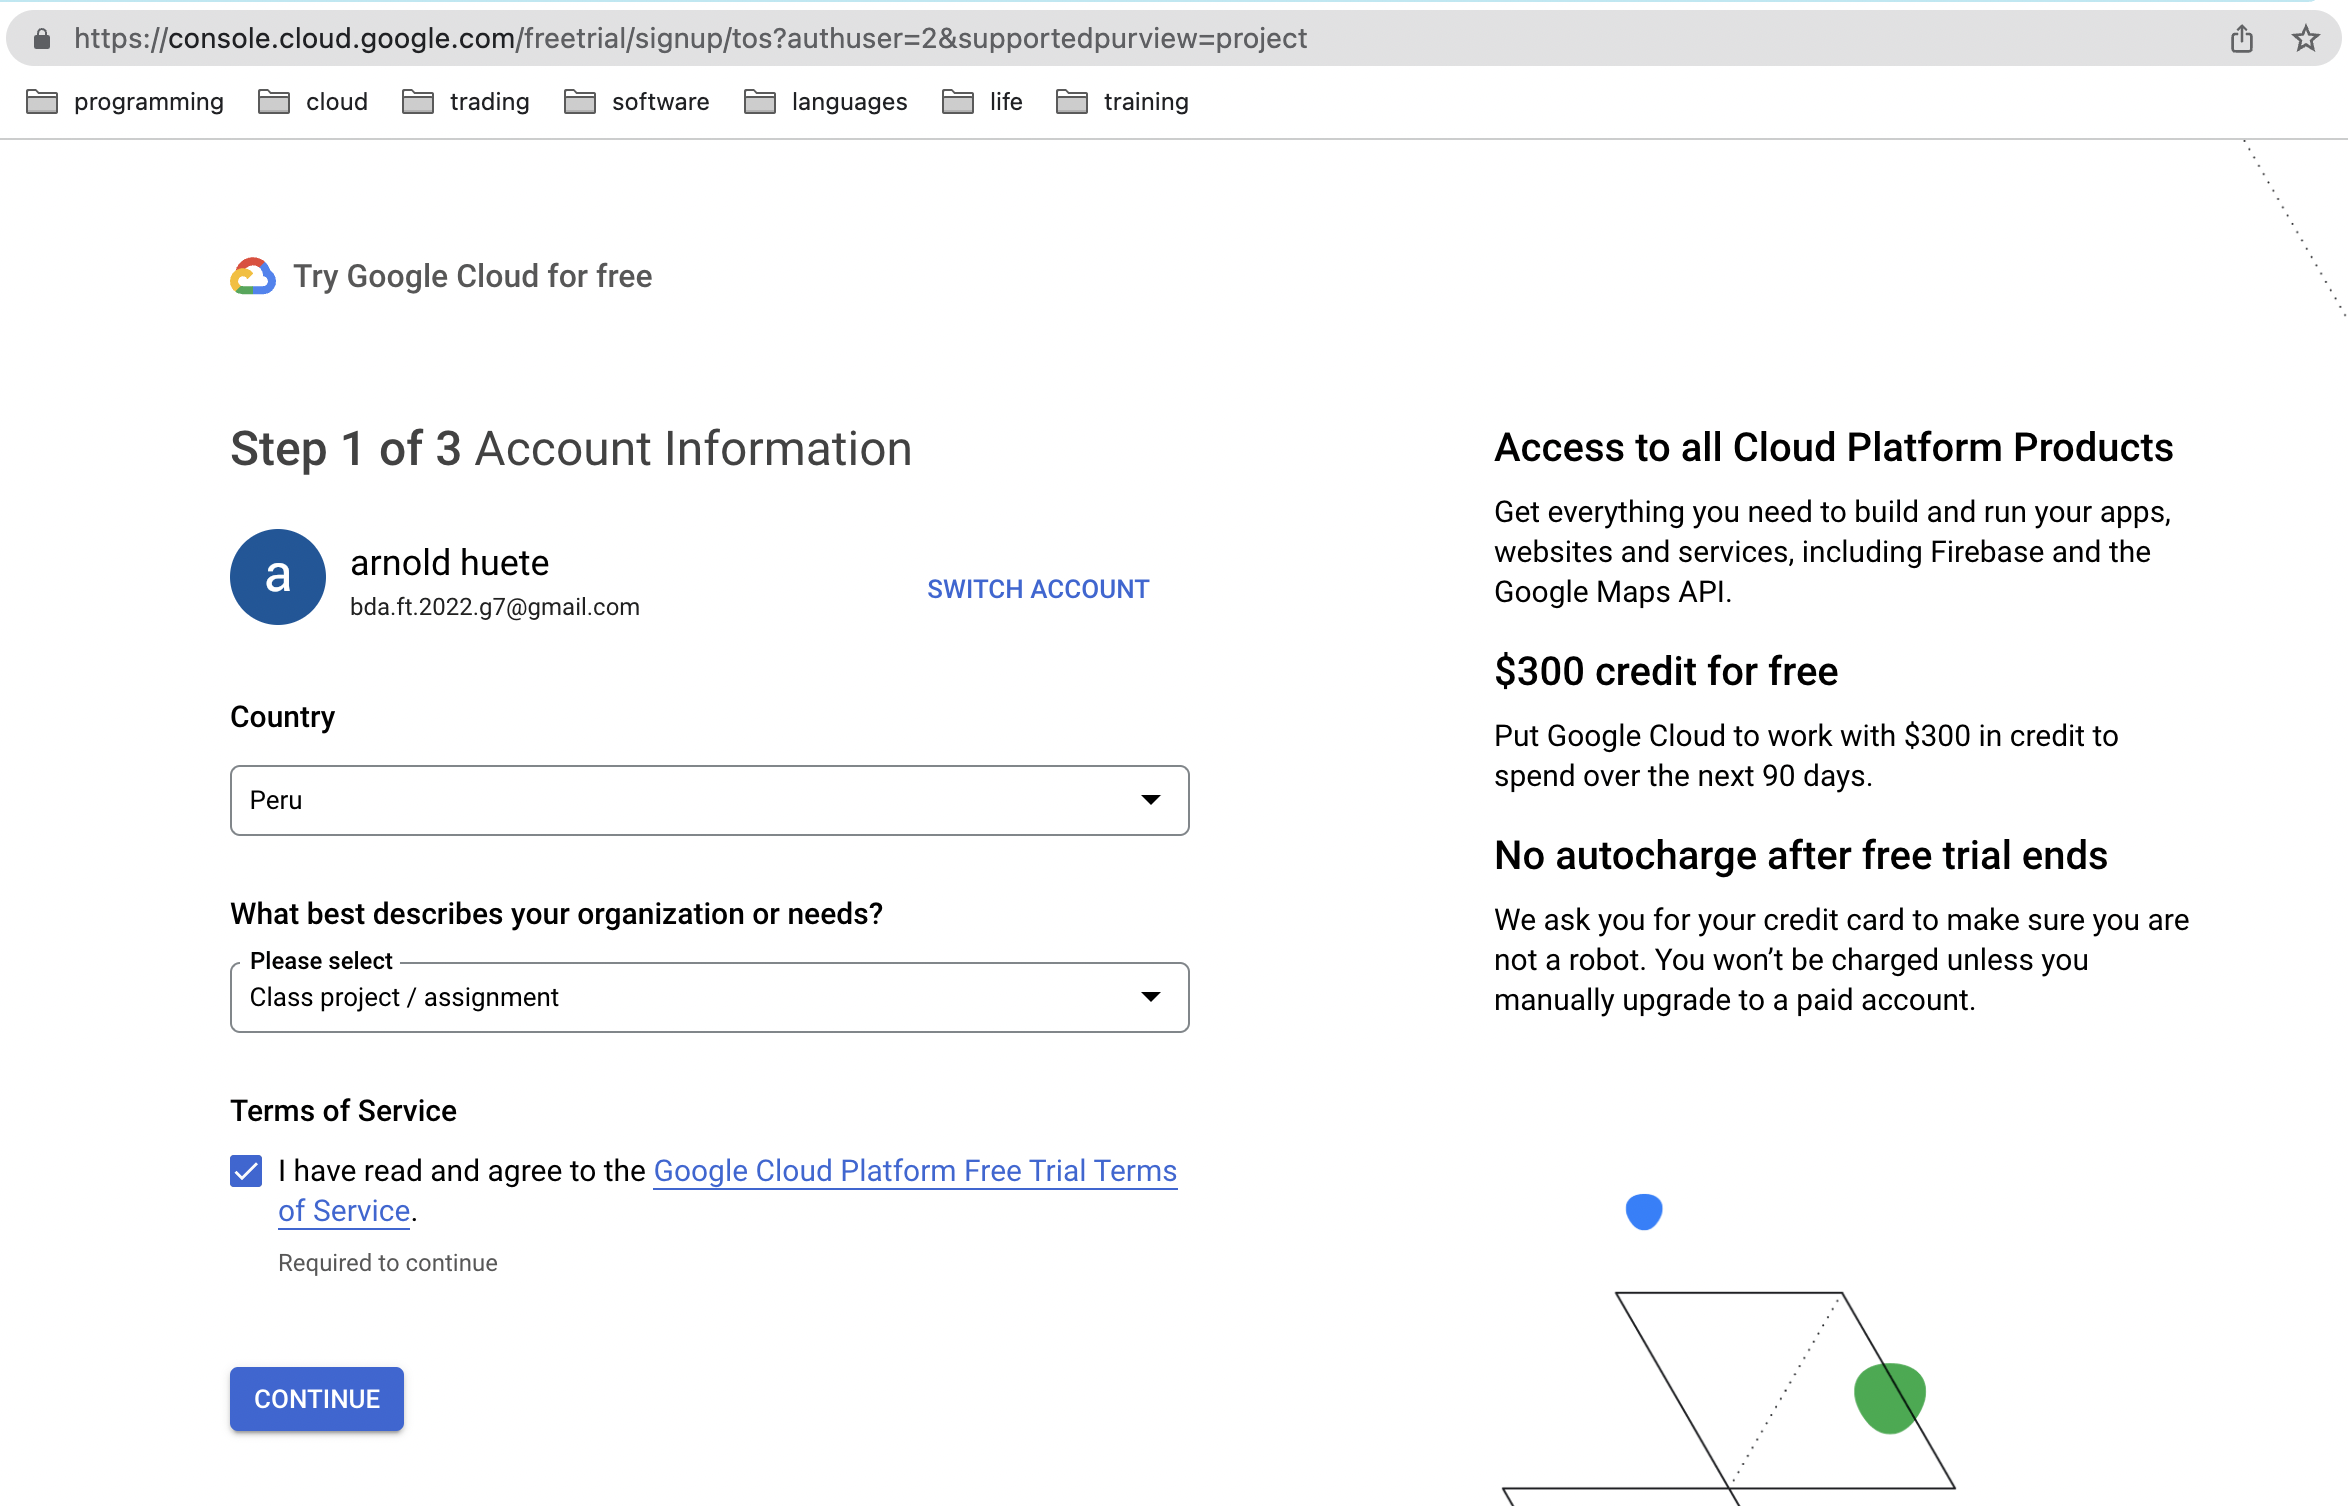 https://console.cloud.google.com/freetrial/signup/tos?authuser=2&supportedpurview=project
programming cloud trading software languages life training
Try Google Cloud for free
Step 1 of 3 Account Information
a
arnold huete
bda.ft.2022.g7@gmail.com
SWITCH ACCOUNT
Country
Peru
What best describes your organization or needs?
Please select
Class project / assignment
Terms of Service
I have read and agree to the Google Cloud Platform Free Trial Terms
of Service.
Required to continue
CONTINUE
Access to all Cloud Platform Products
Get everything you need to build and run your apps,
websites and services, including Firebase and the
Google Maps API.
$300 credit for free
Put Google Cloud to work with $300 in credit to
spend over the next 90 days.
No autocharge after free trial ends
We ask you for your credit card to make sure you are
not a robot. You won’t be charged unless you
manually upgrade to a paid account.